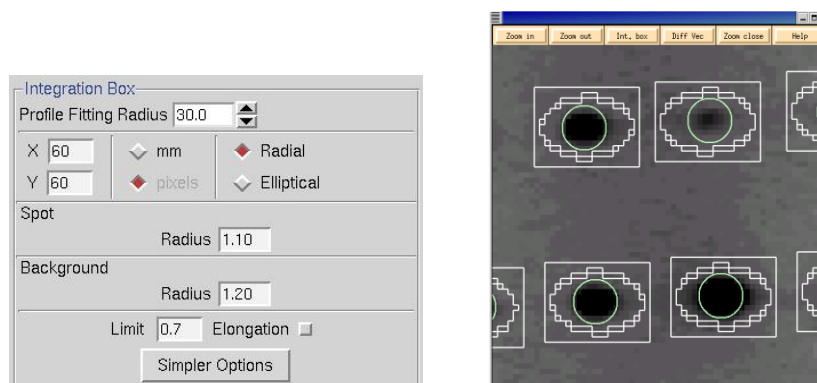 Integration Box
Profile Fitting Radius 30.0
X 60 mm Radial
Y 60 pixels Elliptical
Spot
Radius 1.10
Background
Radius 1.20
Limit 0.7 Elongation
Simpler Options
Zoom in Zoom out Int. box Diff Vec Zoom close Help